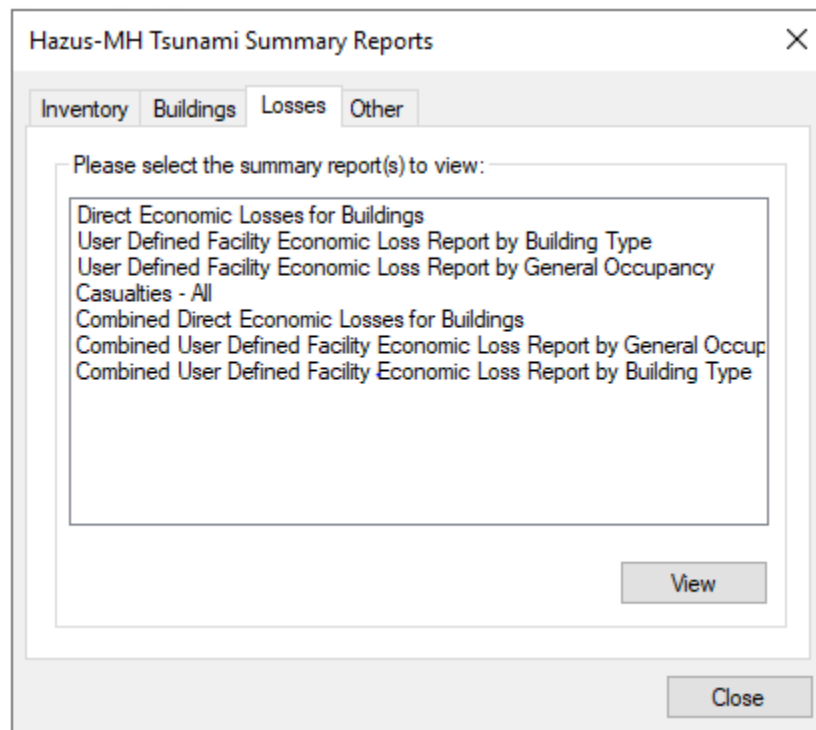 Hazus-MH Tsunami Summary Reports
Inventory Buildings Losses Other
Please select the summary report(s) to view:
Direct Economic Losses for Buildings
User Defined Facility Economic Loss Report by Building Type
User Defined Facility Economic Loss Report by General Occupancy
Casualties - All
Combined Direct Economic Losses for Buildings
Combined User Defined Facility Economic Loss Report by General Occup
Combined User Defined Facility Economic Loss Report by Building Type
View
Close